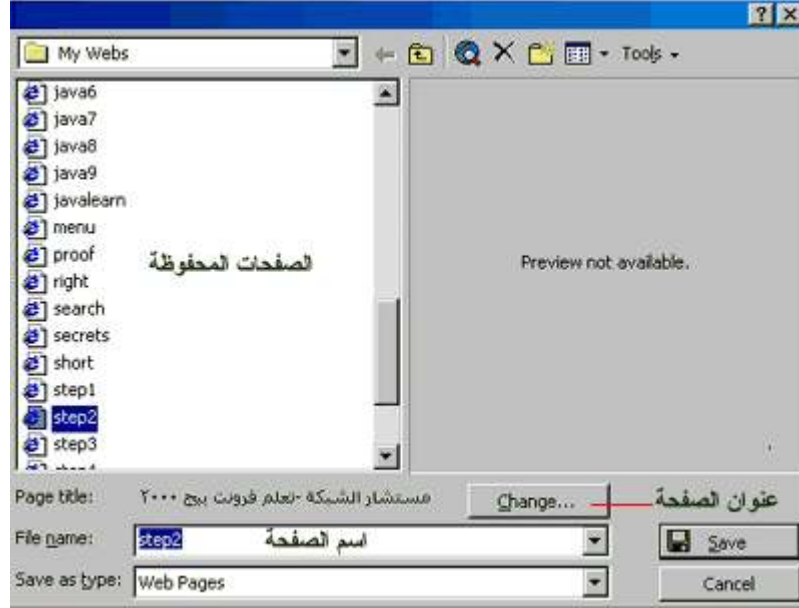 ? ×
My Webs
Tools
java6
java7
java8
java9
javalearn
menu
proof
right
search
secrets
short
step1
step2
step3
الصفحات المحفوظة
Preview not available.
Page title: مستشار الشبكة -تعلم فرونت بيج ٢٠٠٠ Change... عنوان الصفحة
File name: step2 اسم الصفحة Save
Save as type: Web Pages Cancel